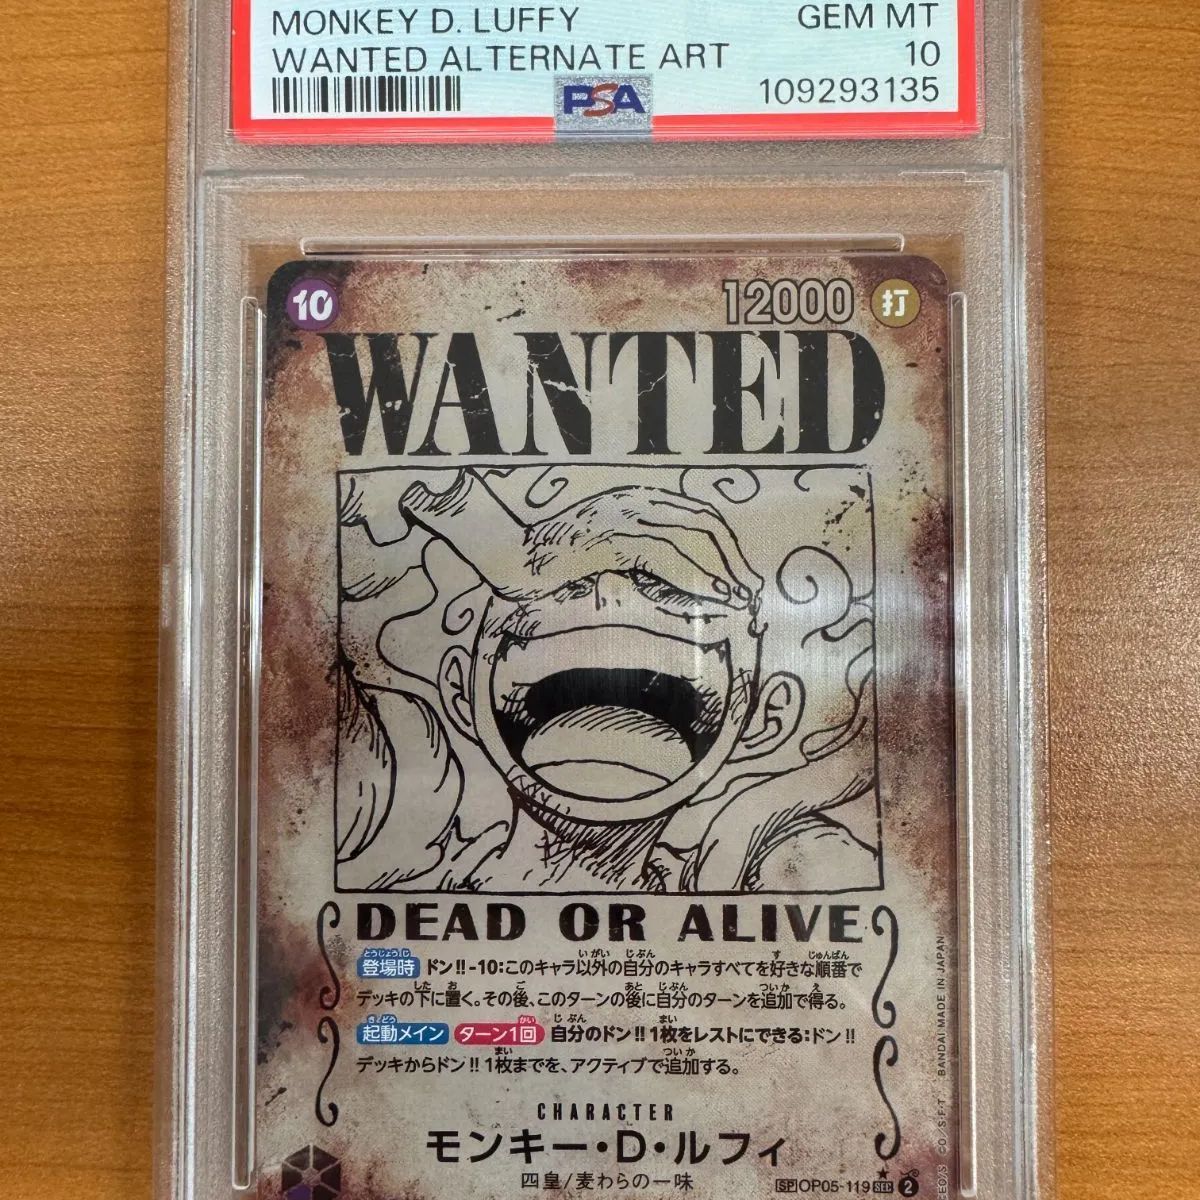 MONKEY D. LUFFY GEM MT
WANTED ALTERNATE ART 10
PSA 109293135
10 12000 打
WANTED
DEAD OR ALIVE
登場時 ドン!!-10:このキャラ以外の自分のキャラすべてを好きな順番で
デッキの下に置く。その後、このターンの後に自分のターンを追加で得る。
起動メイン ターン1回 自分のドン!!1枚をレストにできる:ドン!!
デッキからドン!!1枚までを、アクティブで追加する。
CHARACTER
モンキー・D・ルフィ
四皇/麦わらの一味
SP OP05-119 SEC 2
BANDAI MADE IN JAPAN